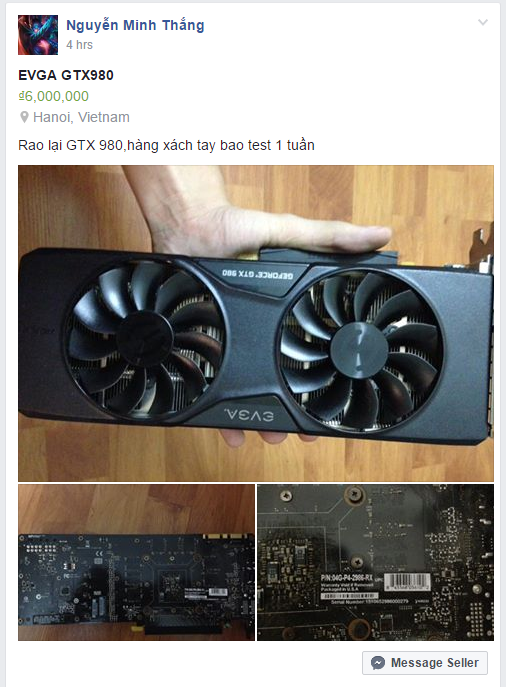 Nguyễn Minh Thắng
4 hrs
EVGA GTX980
₫6,000,000
Hanoi, Vietnam
Rao lại GTX 980,hàng xách tay bao test 1 tuần
GEFORCE® GTX 980
EVGA
P/N:04G-P4-2986-RX
Warranty Void if Removed
Packaged in U.S.A
Message Seller